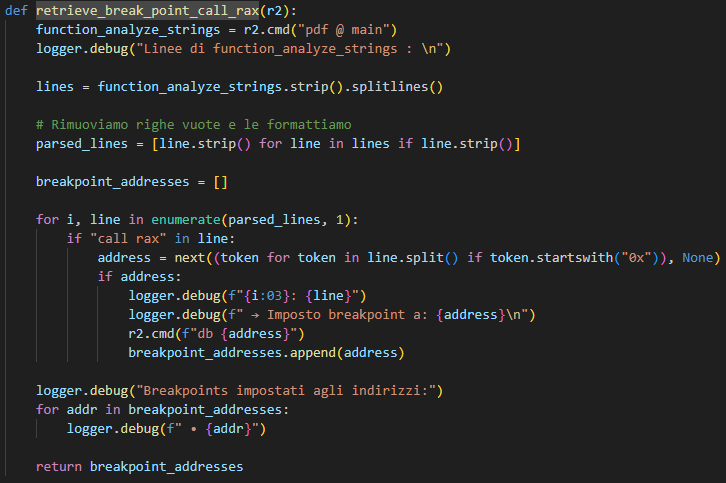 def retrieve_break_point_call_rax(r2):
    function_analyze_strings = r2.cmd("pdf @ main")
    logger.debug("Linee di function_analyze_strings : \n")

    lines = function_analyze_strings.strip().splitlines()

    # Rimuoviamo righe vuote e le formattiamo
    parsed_lines = [line.strip() for line in lines if line.strip()]

    breakpoint_addresses = []

    for i, line in enumerate(parsed_lines, 1):
        if "call rax" in line:
            address = next((token for token in line.split() if token.startswith("0x")), None)
            if address:
                logger.debug(f"{i:03}: {line}")
                logger.debug(f" → Imposto breakpoint a: {address}\n")
                r2.cmd(f"db {address}")
                breakpoint_addresses.append(address)

    logger.debug("Breakpoints impostati agli indirizzi:")
    for addr in breakpoint_addresses:
        logger.debug(f" • {addr}")

    return breakpoint_addresses